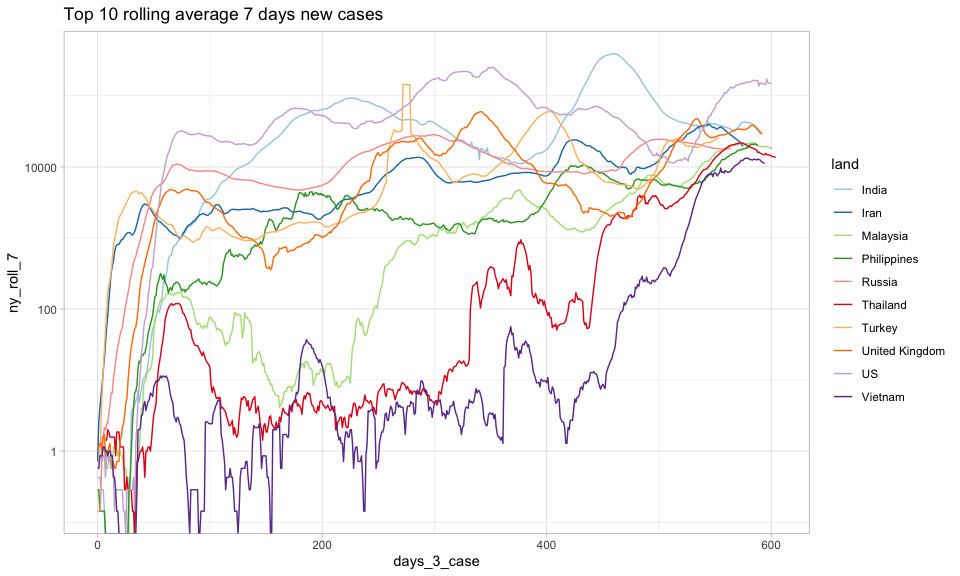 Top 10 rolling average 7 days new cases
ny_roll_7
10000
100
1
0
200
400
600
days_3_case
land
India
Iran
Malaysia
Philippines
Russia
Thailand
Turkey
United Kingdom
US
Vietnam